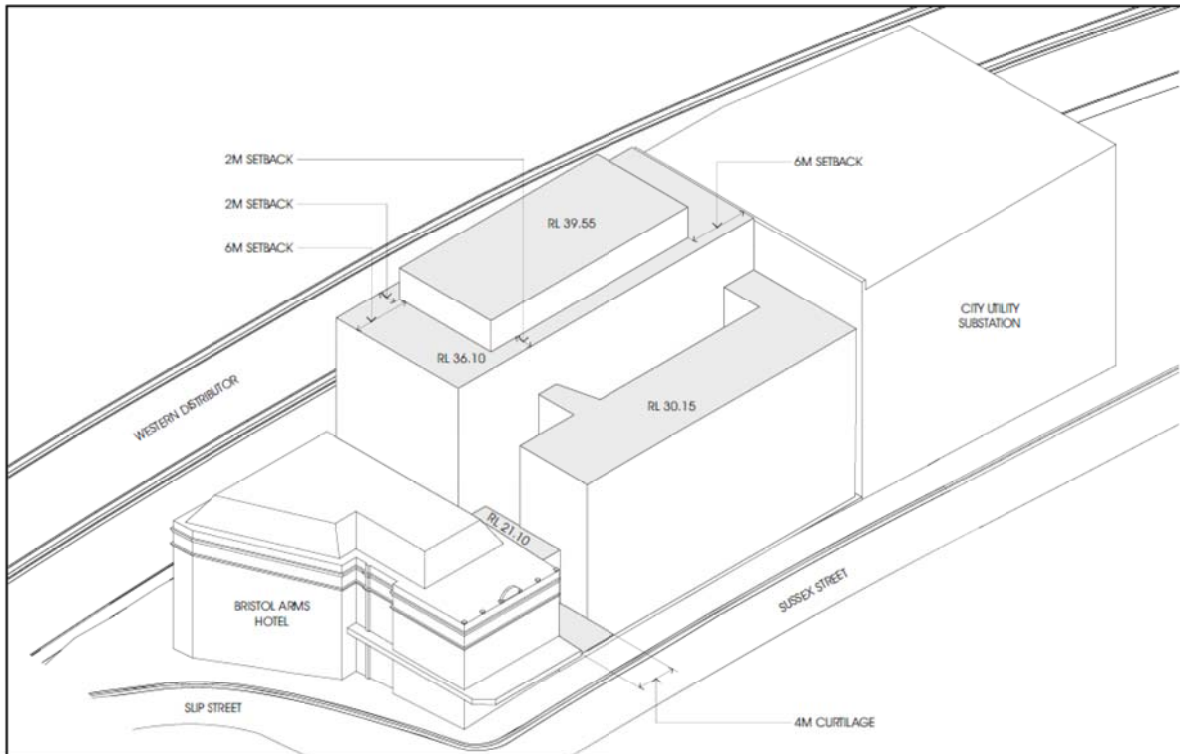 2M SETBACK
6M SETBACK
2M SETBACK
6M SETBACK
RL 39.55
RL 36.10
RL 30.15
CITY UTILITY
SUBSTATION
WESTERN DISTRIBUTOR
RL 21.10
BRISTOL ARMS
HOTEL
SUSSEX STREET
SLIP STREET
4M CURTILAGE